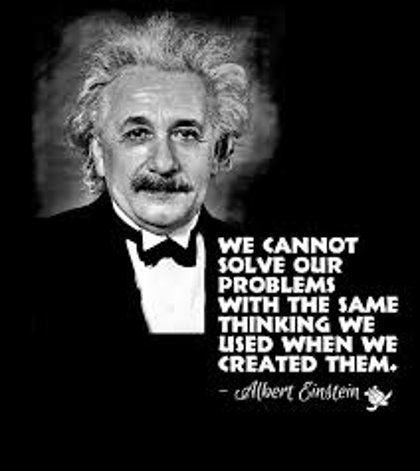 WE CANNOT
SOLVE OUR
PROBLEMS
WITH THE SAME
THINKING WE
USED WHEN WE
CREATED THEM.
- Albert Einstein